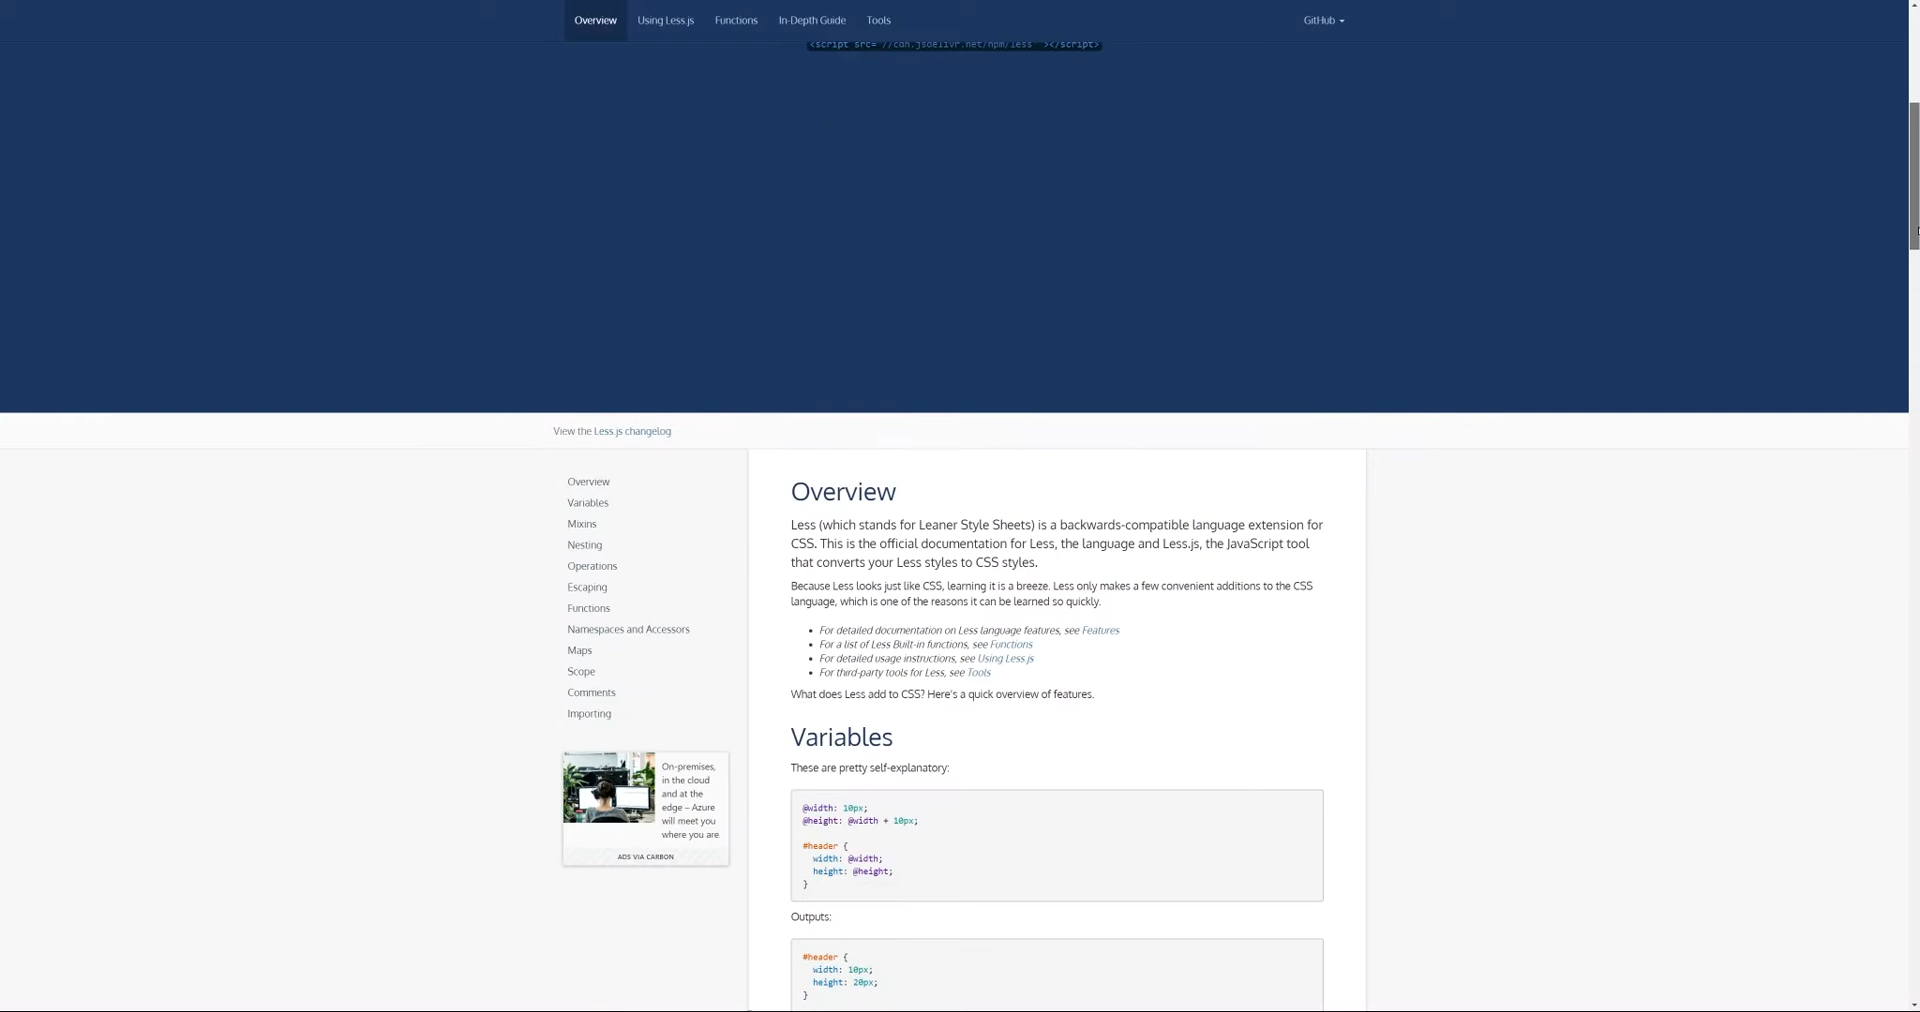 Overview Using Less.js Functions In-Depth Guide Tools GitHub
<script src="//cdn.jsdelivr.net/npm/less" ></script>
View the Less.js changelog
Overview
Variables
Mixins
Nesting
Operations
Escaping
Functions
Namespaces and Accessors
Maps
Scope
Comments
Importing
On-premises,
in the cloud
and at the
edge – Azure
will meet you
where you are
ADS VIA CARBON
Overview
Less (which stands for Leaner Style Sheets) is a backwards-compatible language extension for
CSS. This is the official documentation for Less, the language and Less.js, the JavaScript tool
that converts your Less styles to CSS styles.
Because Less looks just like CSS, learning it is a breeze. Less only makes a few convenient additions to the CSS
language, which is one of the reasons it can be learned so quickly.
• For detailed documentation on Less language features, see Features
• For a list of Less Built-in functions, see Functions
• For detailed usage instructions, see Using Less.js
• For third-party tools for Less, see Tools
What does Less add to CSS? Here's a quick overview of features.
Variables
These are pretty self-explanatory:
@width: 10px;
@height: @width + 10px;
#header {
width: @width;
height: @height;
}
Outputs:
#header {
width: 10px;
height: 20px;
}